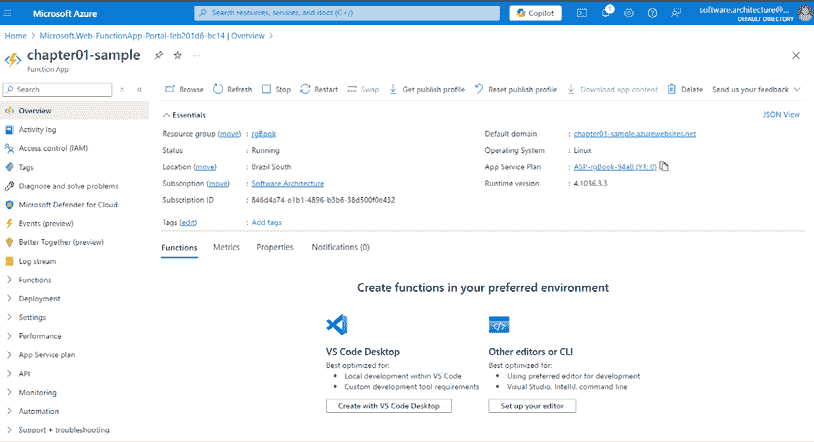 Microsoft Azure
Search resources, services, and docs (G+/)
Copilot
1
software.architecture@...
DEFAULT DIRECTORY
Home > Microsoft.Web-FunctionApp-Portal-feb201d6-bc14 | Overview >
chapter01-sample
Function App
Search
Browse Refresh Stop Restart Swap Get publish profile Reset publish profile Download app content Delete Send us your feedback
Overview
Activity log
Access control (IAM)
Tags
Diagnose and solve problems
Microsoft Defender for Cloud
Events (preview)
Better Together (preview)
Log stream
Functions
Deployment
Settings
Performance
App Service plan
API
Monitoring
Automation
Support + troubleshooting
Essentials
JSON View
Resource group (move) : rgBook
Status : Running
Location (move) : Brazil South
Subscription (move) : Software Architecture
Subscription ID : 846d4a74-e1b1-4896-b3b6-38d500f0e432
Default domain : chapter01-sample.azurewebsites.net
Operating System : Linux
App Service Plan : ASP-rgBook-94a8 (Y1: 0)
Runtime version : 4.1036.3.3
Tags (edit) : Add tags
Functions Metrics Properties Notifications (0)
Create functions in your preferred environment
VS Code Desktop
Best optimized for:
• Local development within VS Code
• Custom development tool requirements
Create with VS Code Desktop
Other editors or CLI
Best optimized for:
• Using preferred editor for development
• Visual Studio, IntelliJ, command line
Set up your editor